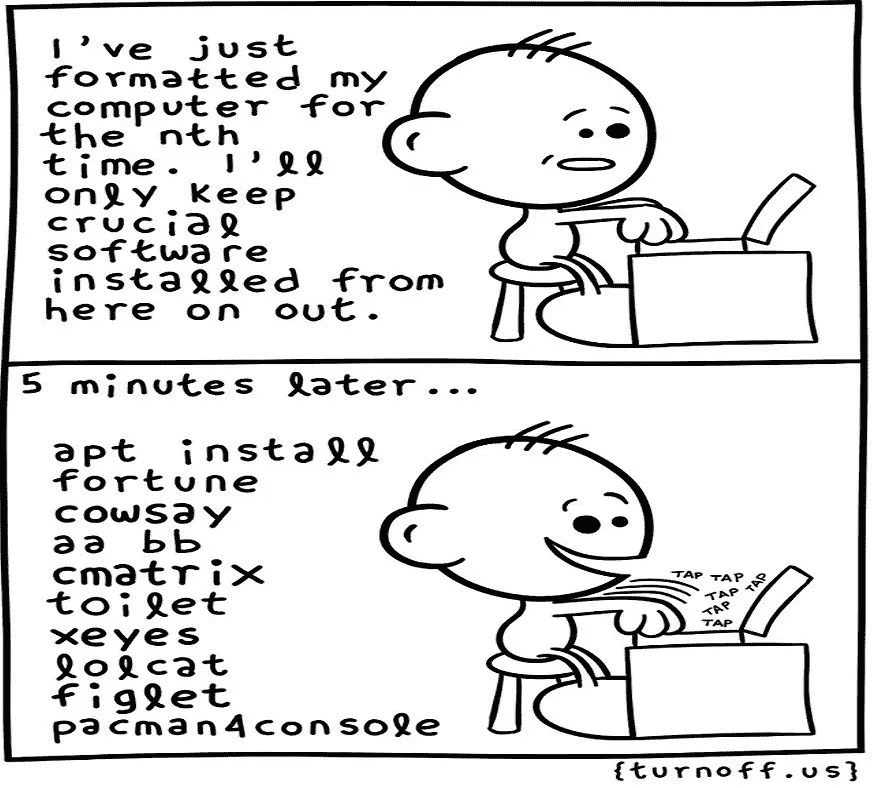 I've just
formatted my
computer for
the nth
time. I'll
only keep
crucial
software
installed from
here on out.
5 minutes later...
apt install
fortune
cowsay
aa bb
cmatrix
toilet
xeyes
lolcat
figlet
pacman4console
TAP TAP TAP
TAP
TAP
TAP
{turnoff.us}